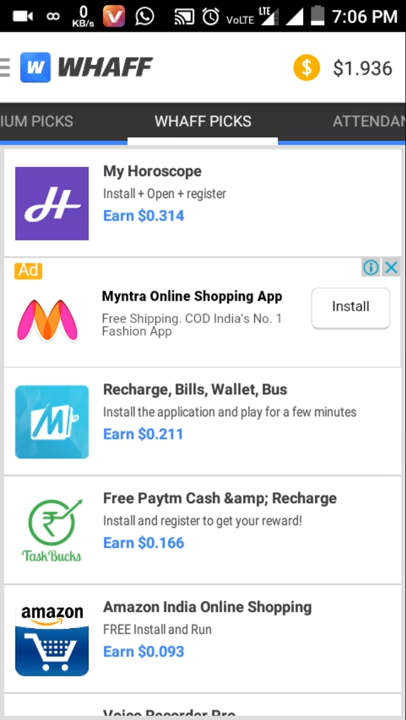 0
KB/s
VoLTE
LTE
7:06 PM
W
WHAFF
$
$1.936
IUM PICKS
WHAFF PICKS
ATTENDAN
My Horoscope
Install + Open + register
Earn $0.314
Ad
Myntra Online Shopping App
Free Shipping. COD India's No. 1
Fashion App
Install
Recharge, Bills, Wallet, Bus
Install the application and play for a few minutes
Earn $0.211
Free Paytm Cash &amp; Recharge
Install and register to get your reward!
Earn $0.166
TaskBucks
Amazon India Online Shopping
FREE Install and Run
Earn $0.093
amazon
Voice Recorder Pro